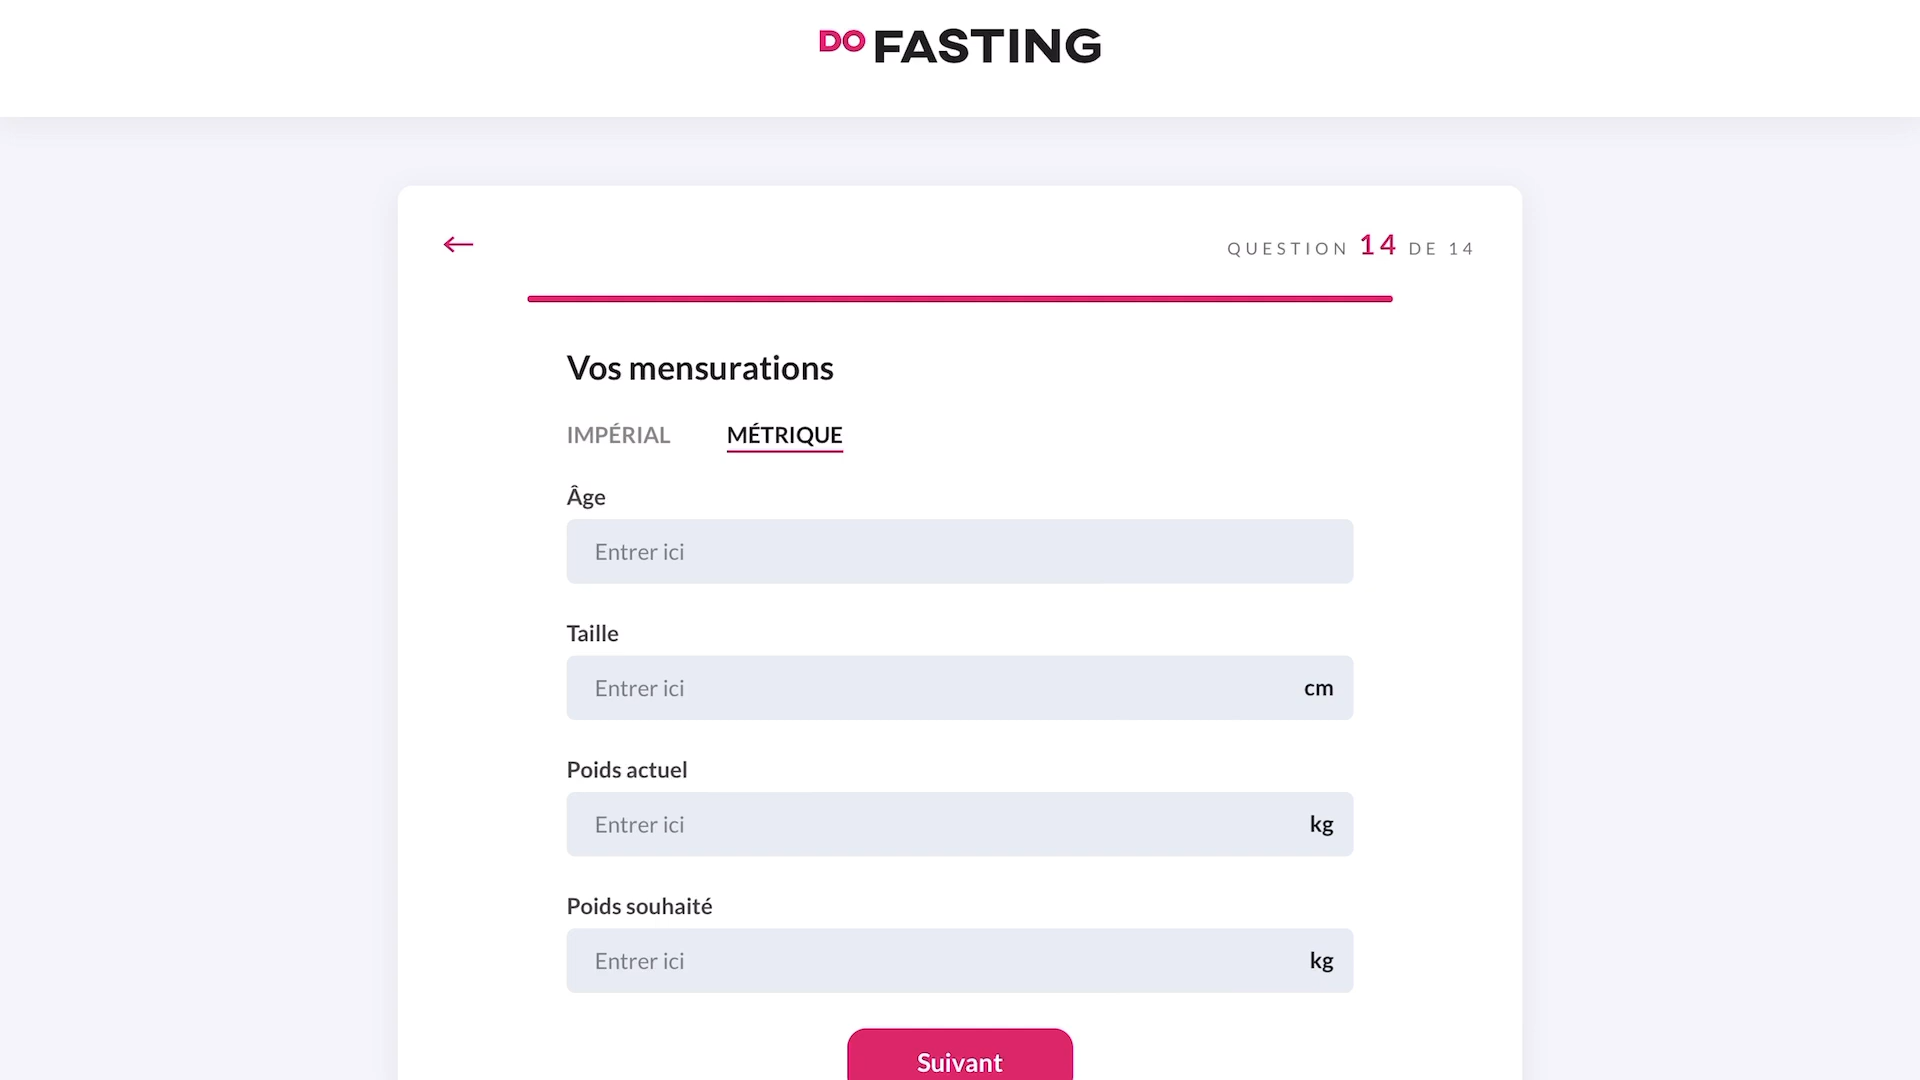 DO FASTING
QUESTION 14 DE 14
Vos mensurations
IMPÉRIAL MÉTRIQUE
Âge
Entrer ici
Taille
Entrer ici cm
Poids actuel
Entrer ici kg
Poids souhaité
Entrer ici kg
Suivant